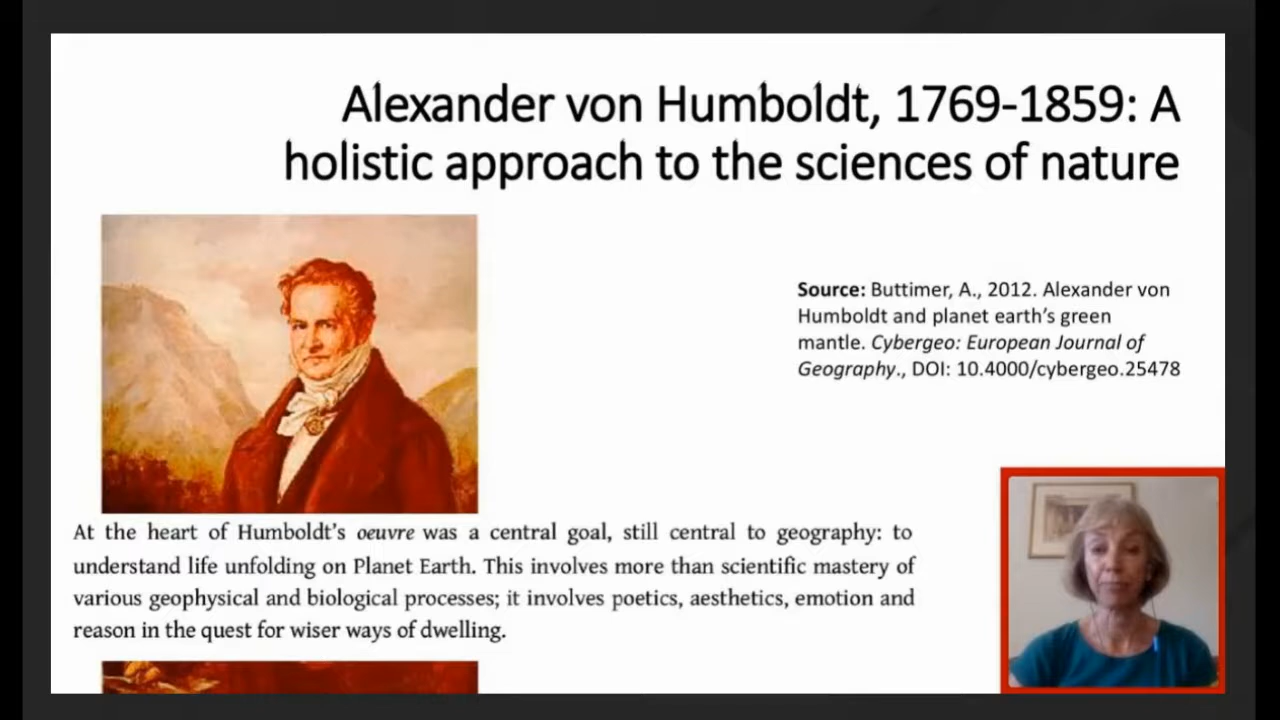 Alexander von Humboldt, 1769-1859: A
holistic approach to the sciences of nature
Source: Buttimer, A., 2012. Alexander von
Humboldt and planet earth's green
mantle. Cybergeo: European Journal of
Geography., DOI: 10.4000/cybergeo.25478
At the heart of Humboldt's oeuvre was a central goal, still central to geography: to
understand life unfolding on Planet Earth. This involves more than scientific mastery of
various geophysical and biological processes; it involves poetics, aesthetics, emotion and
reason in the quest for wiser ways of dwelling.